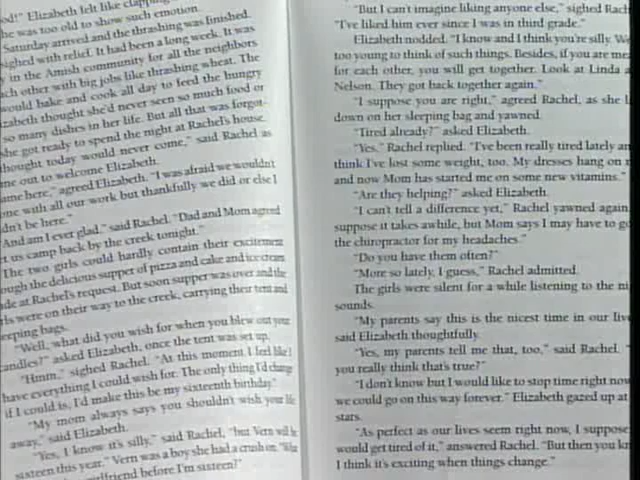 od!" Elizabeth felt like clapping
he was too old to show such emotion.
Saturday arrived and the thrashing was finished.
sighed with relief. It had been a long week. It was
y in the Amish community for all the neighbors
ach other with big jobs like thrashing wheat. The
would bake and cook all day to feed the hungry
zabeth thought she'd never seen so much food or
so many dishes in her life. But all that was forgot-
she got ready to spend the night at Rachel's house.
thought today would never come," said Rachel as
me out to welcome Elizabeth.
ame here," agreed Elizabeth. "I was afraid we wouldn't
one with all our work but thankfully we did or else I
dn't be here."
"And am I ever glad," said Rachel. "Dad and Mom agreed
t us camp back by the creek tonight."
The two girls could hardly contain their excitement
ough the delicious supper of pizza and cake and ice cream
ade at Rachel's request. But soon supper was over and the
rls were on their way to the creek, carrying their tent and
eeping bags.
"Well, what did you wish for when you blew out your
andles?" asked Elizabeth, once the tent was set up.
"Hmm," sighed Rachel. "At this moment I feel like I
have everything I could wish for. The only thing I'd change
if I could is, I'd make this be my sixteenth birthday."
"My mom always says you shouldn't wish your life
away," said Elizabeth.
"Yes, I know it's silly," said Rachel, "but Vern will be
sixteen this year." Vern was a boy she had a crush on. "What
girlfriend before I'm sixteen?"
"But I can't imagine liking anyone else," sighed Rach
"I've liked him ever since I was in third grade."
Elizabeth nodded. "I know and I think you're silly. We
too young to think of such things. Besides, if you are me
for each other, you will get together. Look at Linda a
Nelson. They got back together again."
"I suppose you are right," agreed Rachel, as she l
down on her sleeping bag and yawned.
"Tired already?" asked Elizabeth.
"Yes," Rachel replied. "I've been really tired lately an
think I've lost some weight, too. My dresses hang on m
and now Mom has started me on some new vitamins."
"Are they helping?" asked Elizabeth.
"I can't tell a difference yet," Rachel yawned again.
suppose it takes awhile, but Mom says I may have to go
the chiropractor for my headaches."
"Do you have them often?"
"More so lately, I guess," Rachel admitted.
The girls were silent for a while listening to the ni
sounds.
"My parents say this is the nicest time in our live
said Elizabeth thoughtfully.
"Yes, my parents tell me that, too," said Rachel. "
you really think that's true?"
"I don't know but I would like to stop time right now
we could go on this way forever." Elizabeth gazed up at
stars.
"As perfect as our lives seem right now, I suppose
would get tired of it," answered Rachel. "But then you kn
I think it's exciting when things change."